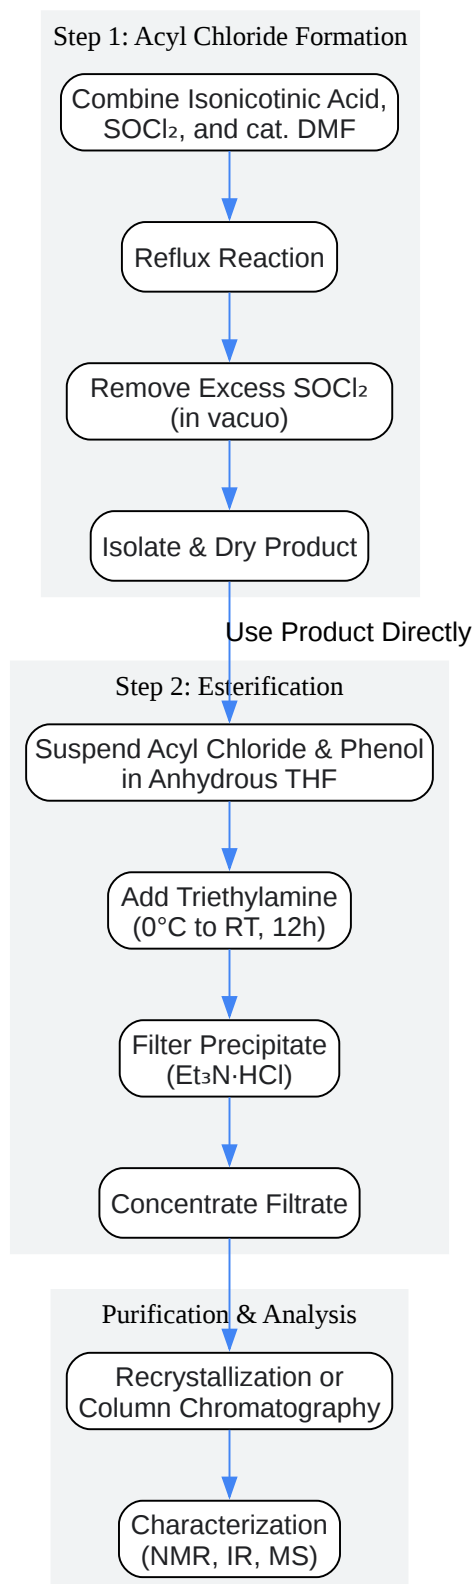 Step 1: Acyl Chloride Formation
Combine Isonicotinic Acid,
SOCl₂, and cat. DMF
Reflux Reaction
Remove Excess SOCl₂
(in vacuo)
Isolate & Dry Product
Use Product Directly
Step 2: Esterification
Suspend Acyl Chloride & Phenol
in Anhydrous THF
Add Triethylamine
(0°C to RT, 12h)
Filter Precipitate
(Et₃N·HCl)
Concentrate Filtrate
Purification & Analysis
Recrystallization or
Column Chromatography
Characterization
(NMR, IR, MS)